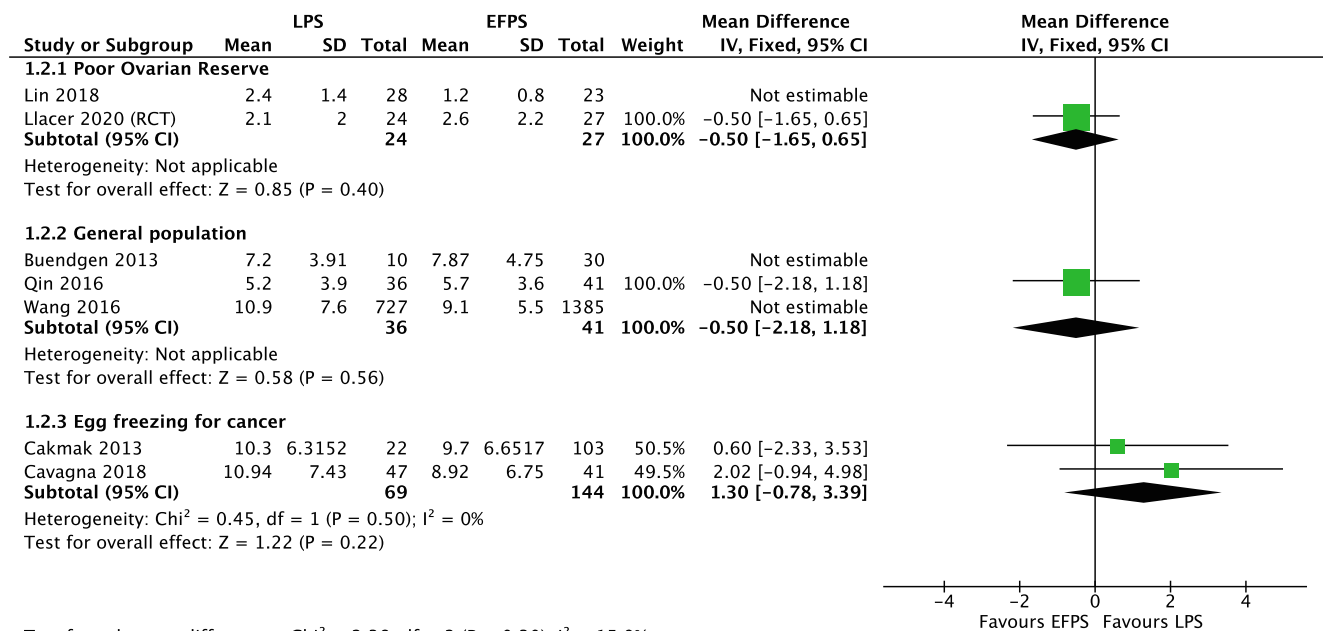 LPS EFPS Mean Difference Mean Difference
Study or Subgroup Mean SD Total Mean SD Total Weight IV, Fixed, 95% CI IV, Fixed, 95% CI
1.2.1 Poor Ovarian Reserve
Lin 2018 2.4 1.4 28 1.2 0.8 23 Not estimable
Llacer 2020 (RCT) 2.1 2 24 2.6 2.2 27 100.0% −0.50 [−1.65, 0.65]
Subtotal (95% CI) 24 27 100.0% −0.50 [−1.65, 0.65]
Heterogeneity: Not applicable
Test for overall effect: Z = 0.85 (P = 0.40)
1.2.2 General population
Buendgen 2013 7.2 3.91 10 7.87 4.75 30 Not estimable
Qin 2016 5.2 3.9 36 5.7 3.6 41 100.0% −0.50 [−2.18, 1.18]
Wang 2016 10.9 7.6 727 9.1 5.5 1385 Not estimable
Subtotal (95% CI) 36 41 100.0% −0.50 [−2.18, 1.18]
Heterogeneity: Not applicable
Test for overall effect: Z = 0.58 (P = 0.56)
1.2.3 Egg freezing for cancer
Cakmak 2013 10.3 6.3152 22 9.7 6.6517 103 50.5% 0.60 [−2.33, 3.53]
Cavagna 2018 10.94 7.43 47 8.92 6.75 41 49.5% 2.02 [−0.94, 4.98]
Subtotal (95% CI) 69 144 100.0% 1.30 [−0.78, 3.39]
Heterogeneity: Chi² = 0.45, df = 1 (P = 0.50); I² = 0%
Test for overall effect: Z = 1.22 (P = 0.22)
−4 −2 0 2 4
Favours EFPS Favours LPS